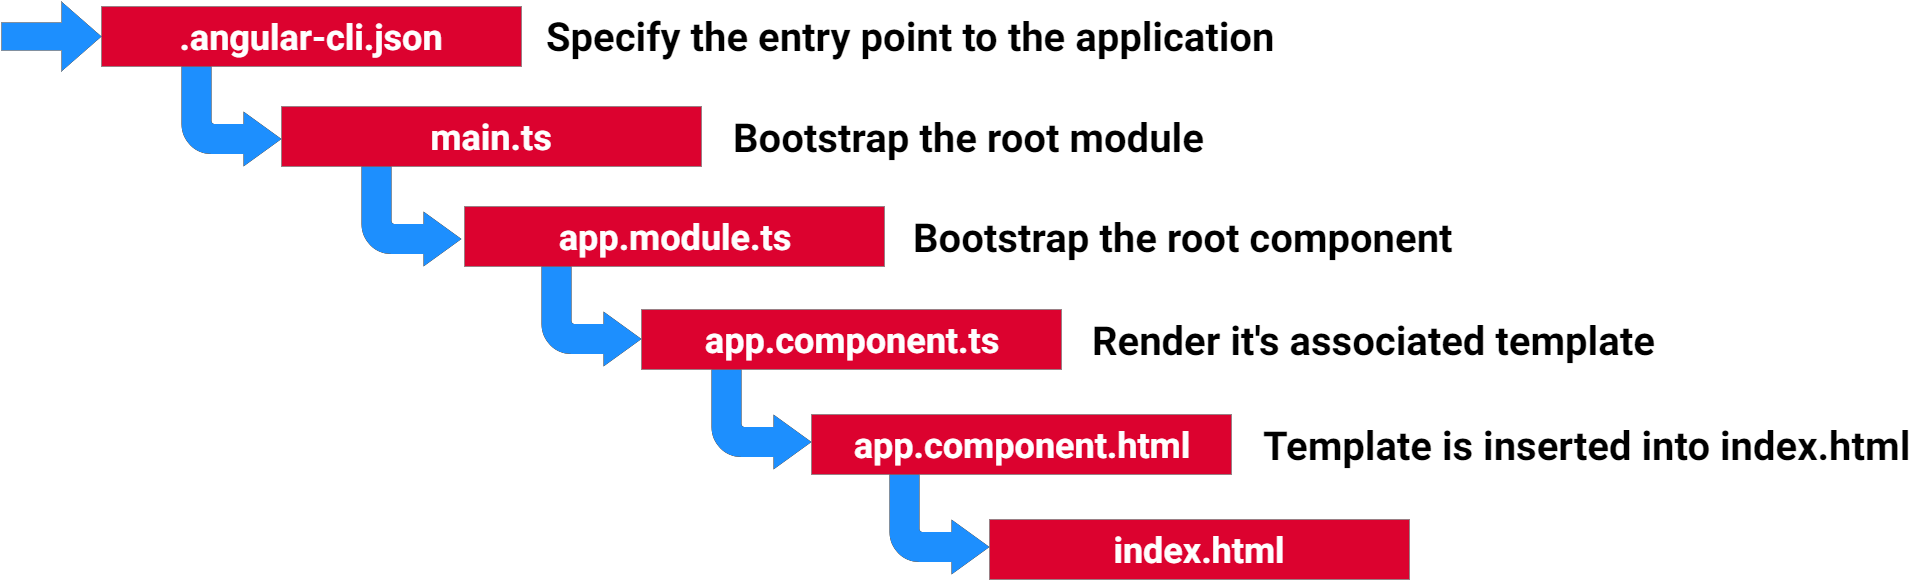 .angular-cli.json Specify the entry point to the application
main.ts Bootstrap the root module
app.module.ts Bootstrap the root component
app.component.ts Render it's associated template
app.component.html Template is inserted into index.html
index.html